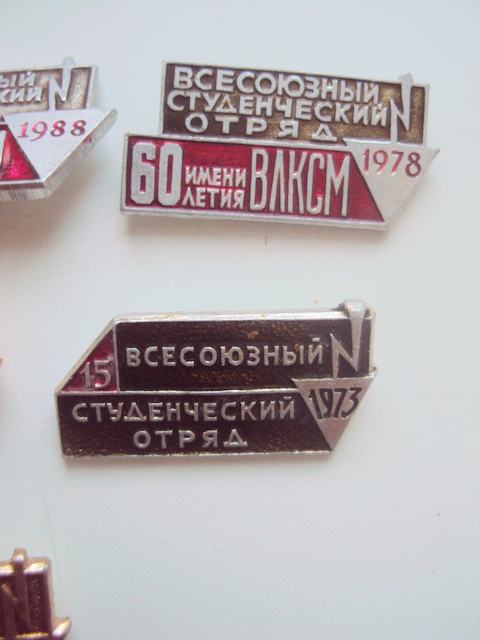 1988
ВСЕСОЮЗНЫЙ
СТУДЕНЧЕСКИЙ
ОТРЯД
60 ИМЕНИ
ЛЕТИЯ ВЛКСМ
1978
15 ВСЕСОЮЗНЫЙ
СТУДЕНЧЕСКИЙ 1973
ОТРЯД